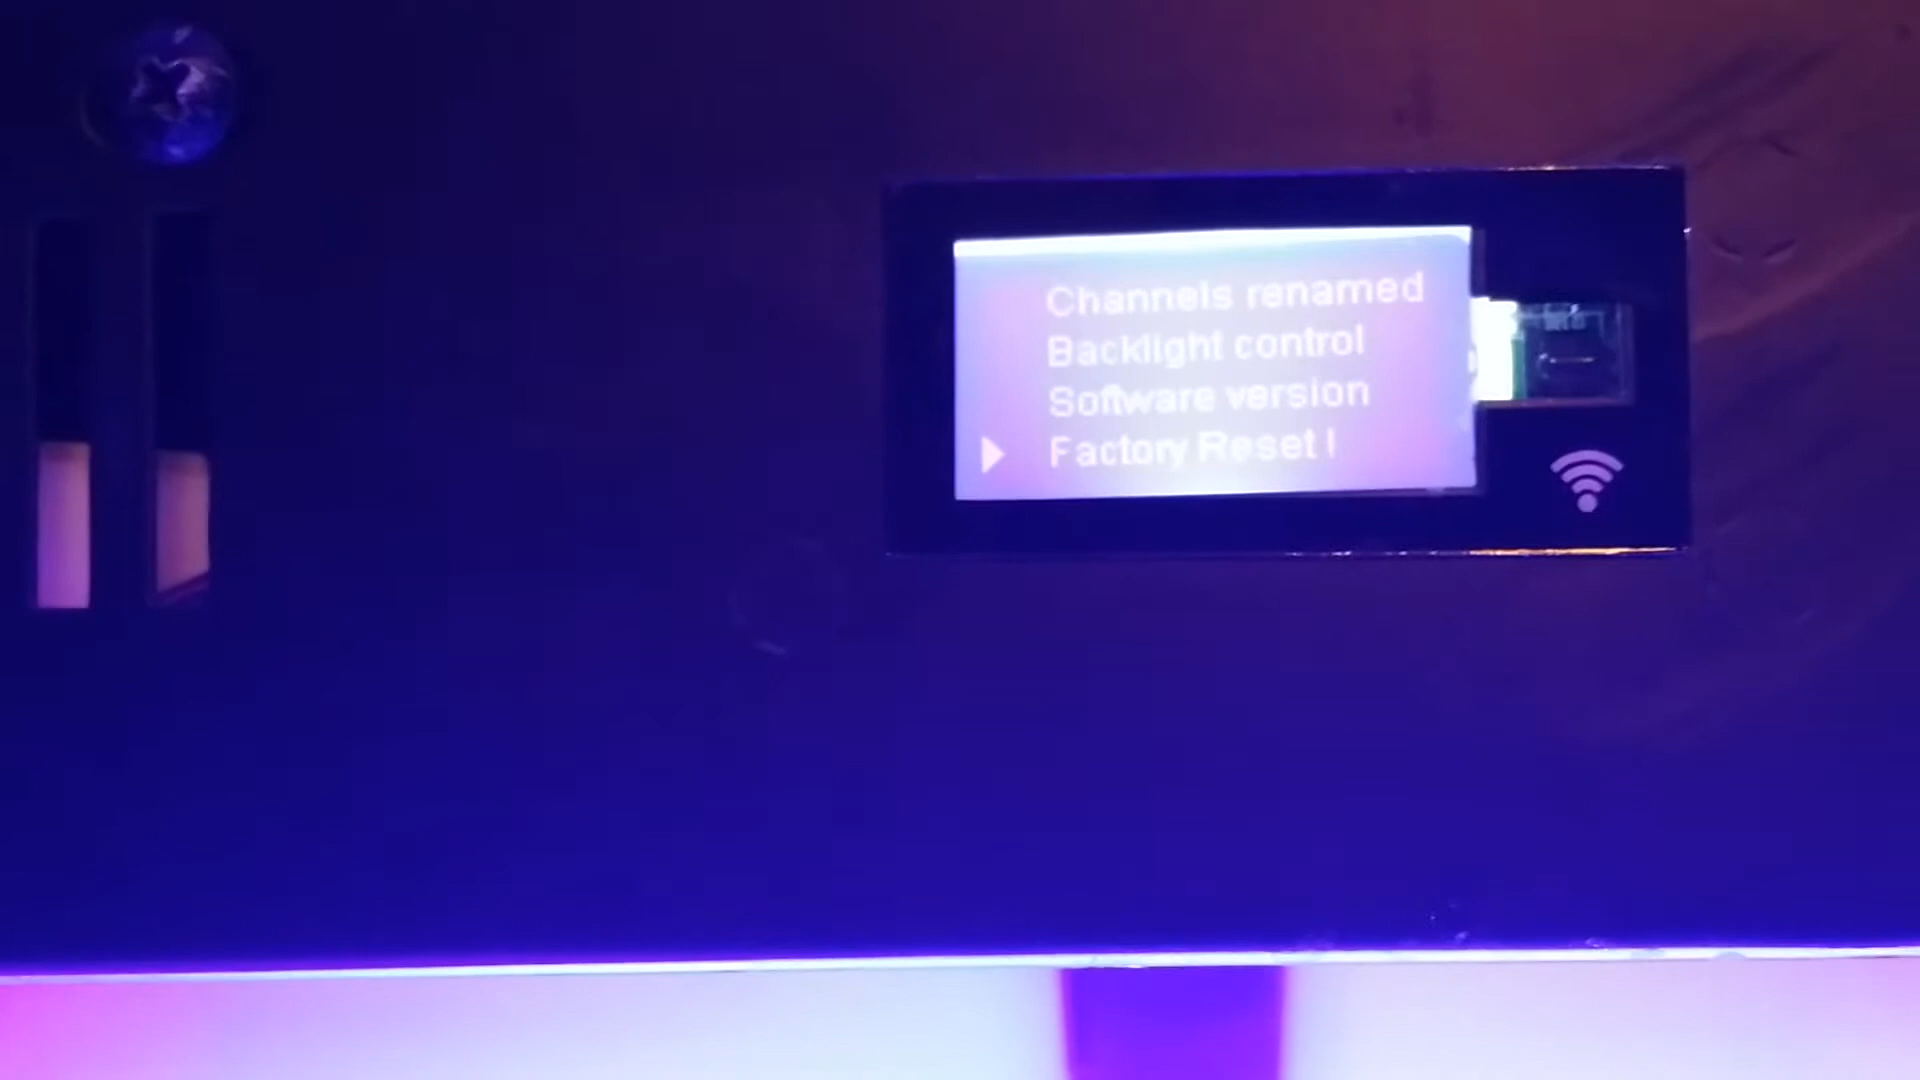 Channels renamed
Backlight control
Software version
Factory Reset !